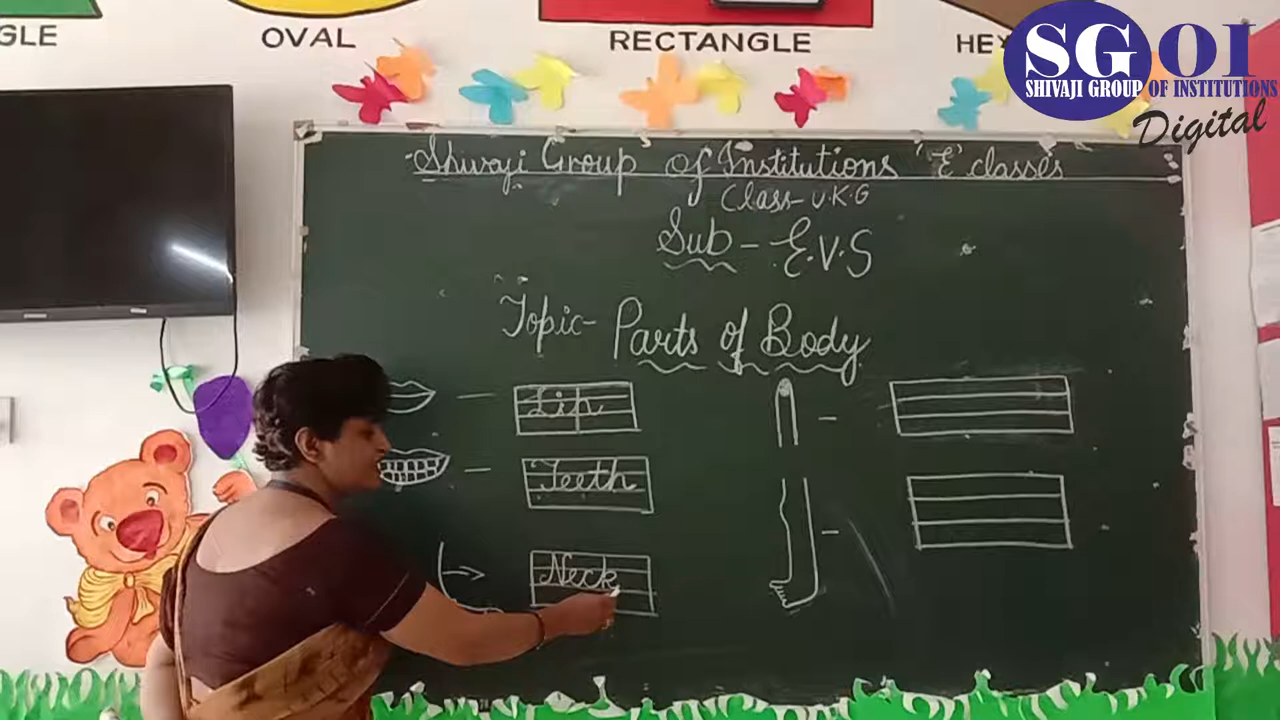 GLE
OVAL
RECTANGLE
HEX
SGOI
SHIVAJI GROUP OF INSTITUTIONS
Digital
Shivaji Group of Institutions 'E' classes
Class-U.K.G
Sub - E.V.S
Topic- Parts of Body
Lip
Teeth
Neck